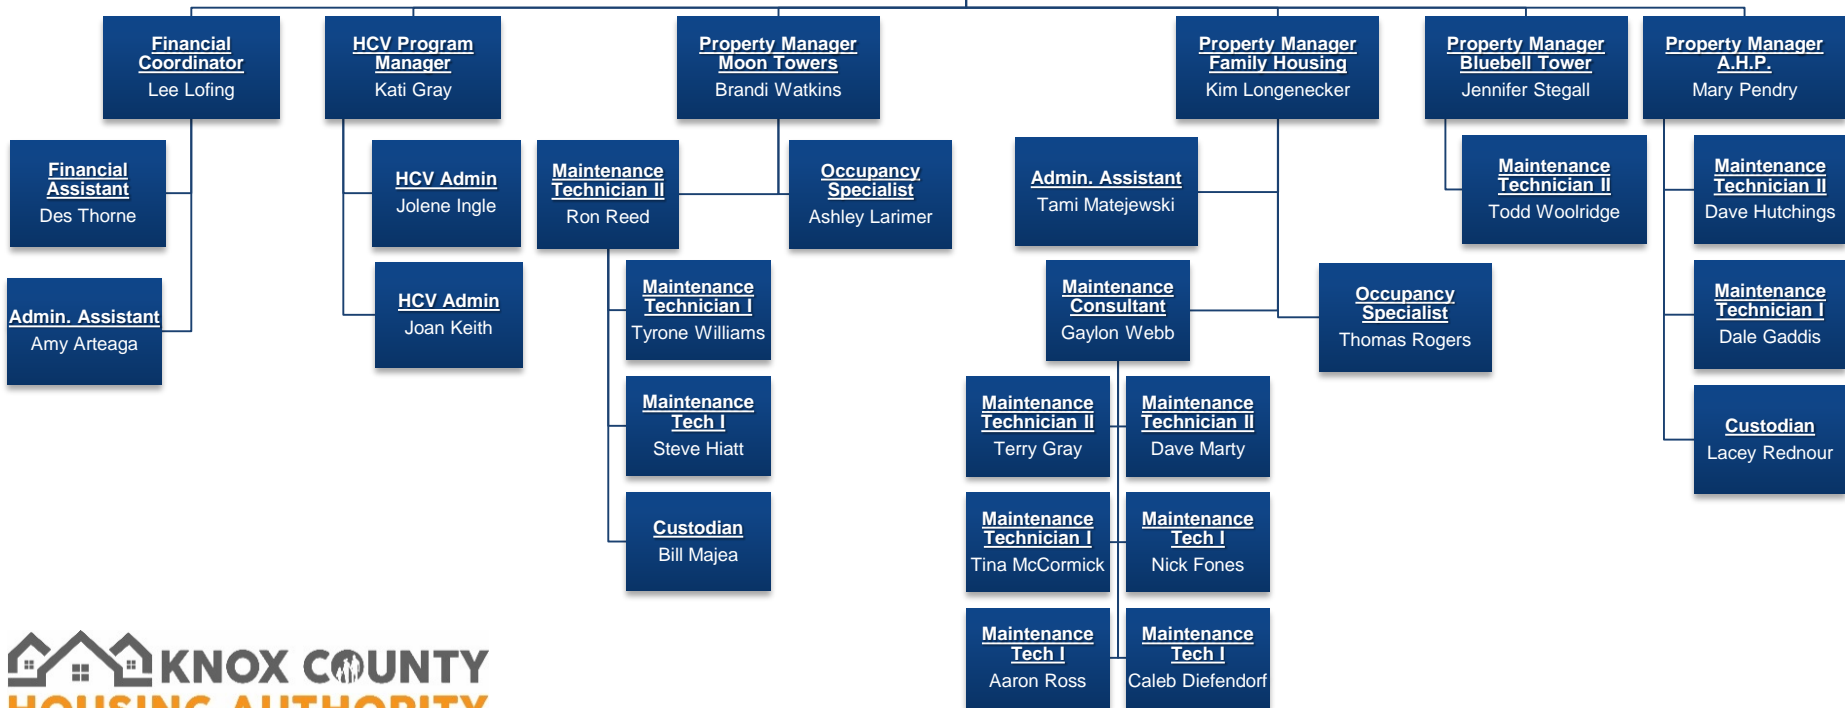 Financial
Coordinator
Lee Lofing
HCV Program
Manager
Kati Gray
Property Manager
Moon Towers
Brandi Watkins
Property Manager
Family Housing
Kim Longenecker
Property Manager
Bluebell Tower
Jennifer Stegall
Property Manager
A.H.P.
Mary Pendry
Financial
Assistant
Des Thorne
Admin. Assistant
Amy Arteaga
HCV Admin
Jolene Ingle
HCV Admin
Joan Keith
Maintenance
Technician II
Ron Reed
Occupancy
Specialist
Ashley Larimer
Maintenance
Technician I
Tyrone Williams
Maintenance
Tech I
Steve Hiatt
Custodian
Bill Majea
Admin. Assistant
Tami Matejewski
Maintenance
Consultant
Gaylon Webb
Occupancy
Specialist
Thomas Rogers
Maintenance
Technician II
Terry Gray
Maintenance
Technician II
Dave Marty
Maintenance
Technician I
Tina McCormick
Maintenance
Tech I
Nick Fones
Maintenance
Tech I
Aaron Ross
Maintenance
Tech I
Caleb Diefendorf
Maintenance
Technician II
Todd Woolridge
Maintenance
Technician II
Dave Hutchings
Maintenance
Technician I
Dale Gaddis
Custodian
Lacey Rednour
KNOX COUNTY
HOUSING AUTHORITY